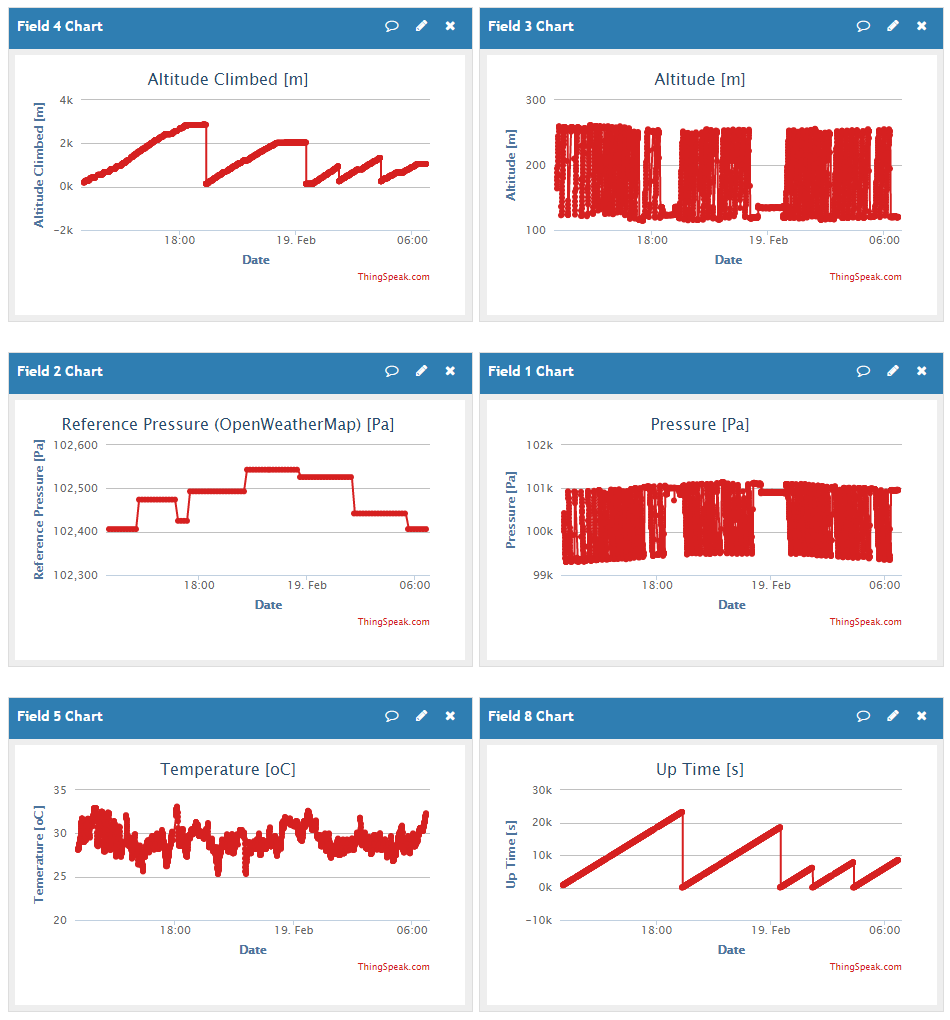 Field 4 Chart
Altitude Climbed [m]
Altitude Climbed [m]
4k
2k
0k
−2k
18:00
19. Feb
06:00
Date
ThingSpeak.com
Field 3 Chart
Altitude [m]
Altitude [m]
300
200
100
18:00
19. Feb
06:00
Date
ThingSpeak.com
Field 2 Chart
Reference Pressure (OpenWeatherMap) [Pa]
Reference Pressure [Pa]
102,600
102,500
102,400
102,300
18:00
19. Feb
06:00
Date
ThingSpeak.com
Field 1 Chart
Pressure [Pa]
Pressure [Pa]
102k
101k
100k
99k
18:00
19. Feb
06:00
Date
ThingSpeak.com
Field 5 Chart
Temperature [oC]
Temerature [oC]
35
30
25
20
18:00
19. Feb
06:00
Date
ThingSpeak.com
Field 8 Chart
Up Time [s]
Up Time [s]
30k
20k
10k
0k
−10k
18:00
19. Feb
06:00
Date
ThingSpeak.com